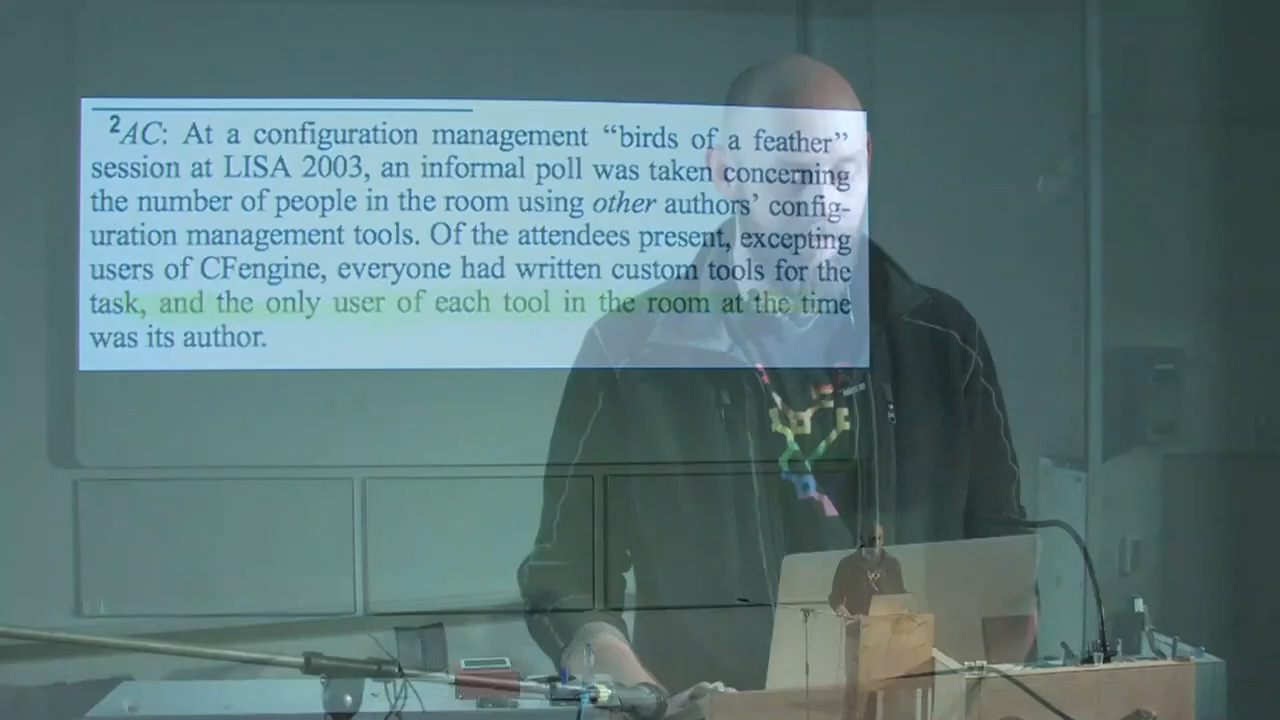 ²AC: At a configuration management “birds of a feather”
session at LISA 2003, an informal poll was taken concerning
the number of people in the room using other authors’ config-
uration management tools. Of the attendees present, excepting
users of CFengine, everyone had written custom tools for the
task, and the only user of each tool in the room at the time
was its author.